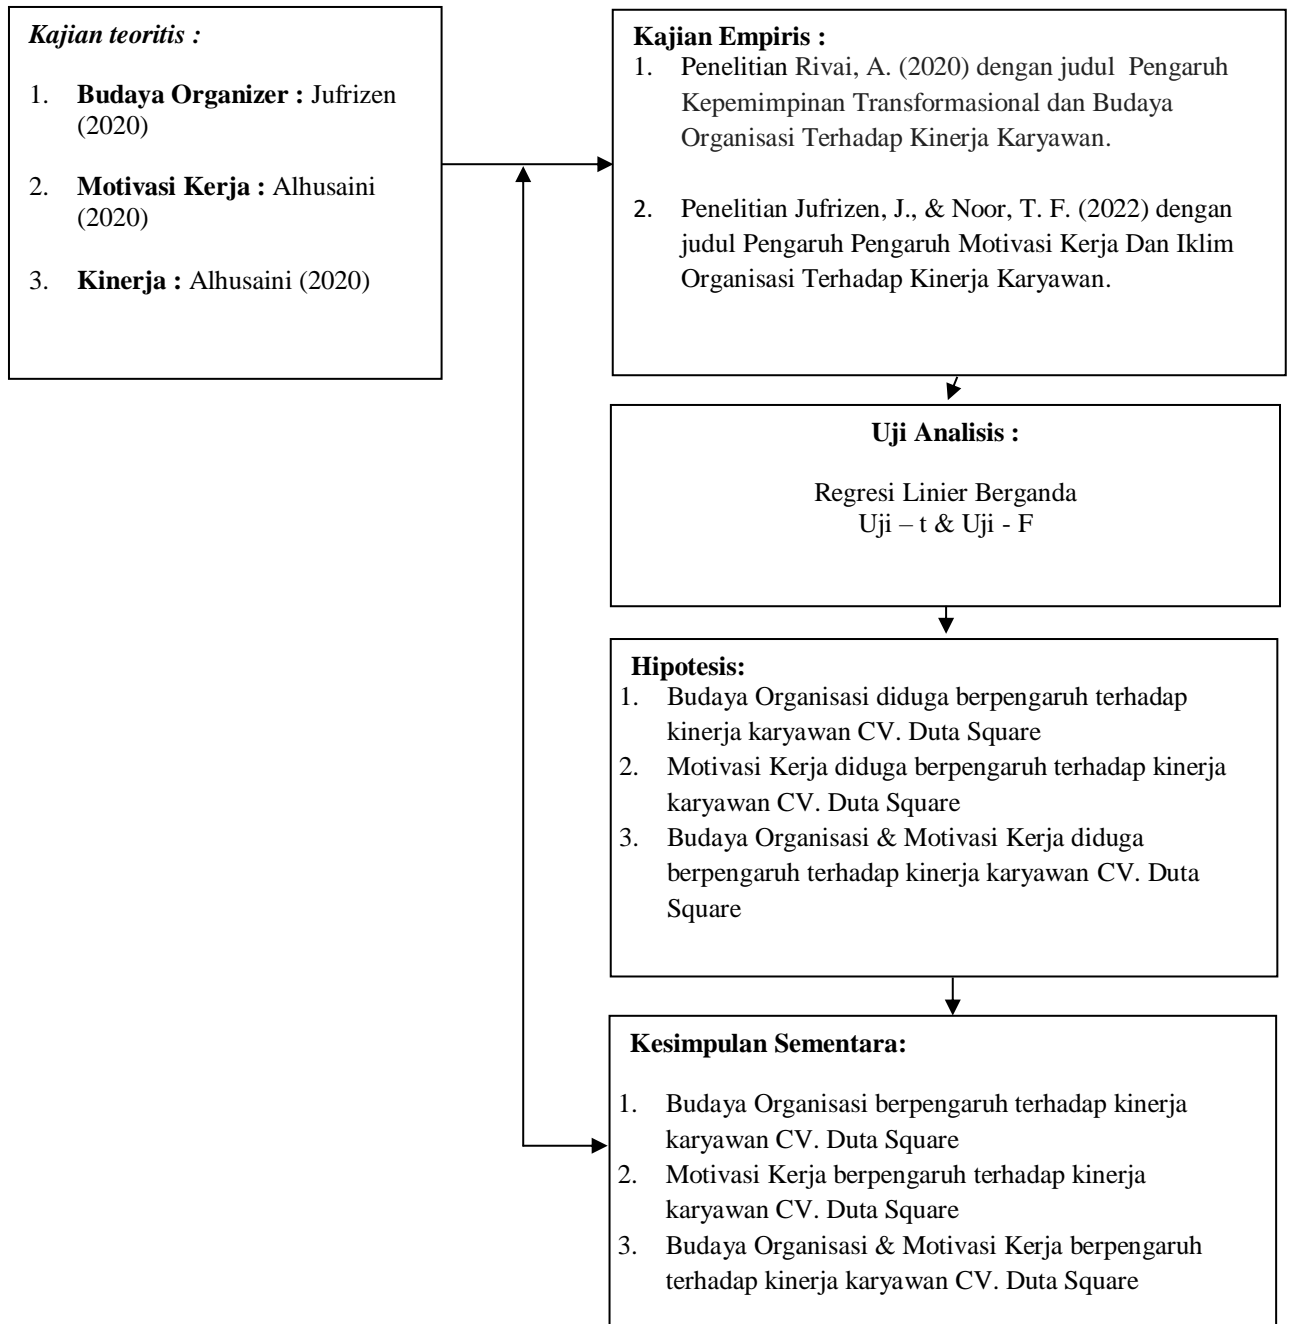 Kajian teoritis :
1. Budaya Organizer : Jufrizen
(2020)
2. Motivasi Kerja : Alhusaini
(2020)
3. Kinerja : Alhusaini (2020)
Kajian Empiris :
1. Penelitian Rivai, A. (2020) dengan judul Pengaruh
Kepemimpinan Transformasional dan Budaya
Organisasi Terhadap Kinerja Karyawan.
2. Penelitian Jufrizen, J., & Noor, T. F. (2022) dengan
judul Pengaruh Pengaruh Motivasi Kerja Dan Iklim
Organisasi Terhadap Kinerja Karyawan.
Uji Analisis :
Regresi Linier Berganda
Uji – t & Uji - F
Hipotesis:
1. Budaya Organisasi diduga berpengaruh terhadap
kinerja karyawan CV. Duta Square
2. Motivasi Kerja diduga berpengaruh terhadap kinerja
karyawan CV. Duta Square
3. Budaya Organisasi & Motivasi Kerja diduga
berpengaruh terhadap kinerja karyawan CV. Duta
Square
Kesimpulan Sementara:
1. Budaya Organisasi berpengaruh terhadap kinerja
karyawan CV. Duta Square
2. Motivasi Kerja berpengaruh terhadap kinerja
karyawan CV. Duta Square
3. Budaya Organisasi & Motivasi Kerja berpengaruh
terhadap kinerja karyawan CV. Duta Square